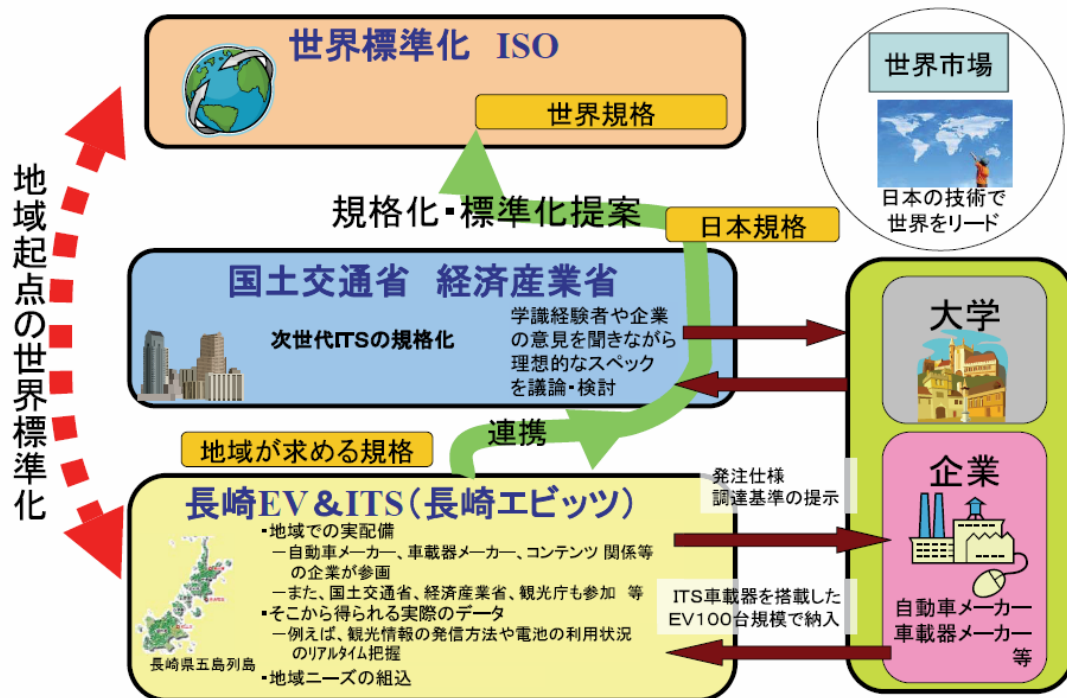 世界標準化 ISO
世界規格
世界市場
日本の技術で
世界をリード
地域起点の世界標準化
規格化・標準化提案
日本規格
国土交通省 経済産業省
次世代ITSの規格化
学識経験者や企業
の意見を聞きながら
理想的なスペック
を議論・検討
大学
連携
地域が求める規格
長崎EV&ITS(長崎エビッツ)
・地域での実配備
－自動車メーカー、車載器メーカー、コンテンツ関係等
の企業が参画
－また、国土交通省、経済産業省、観光庁も参加 等
・そこから得られる実際のデータ
－例えば、観光情報の発信方法や電池の利用状況
のリアルタイム把握
・地域ニーズの組込
長崎県五島列島
発注仕様
調達基準の提示
ITS車載器を搭載した
EV100台規模で納入
企業
自動車メーカー
車載器メーカー
等